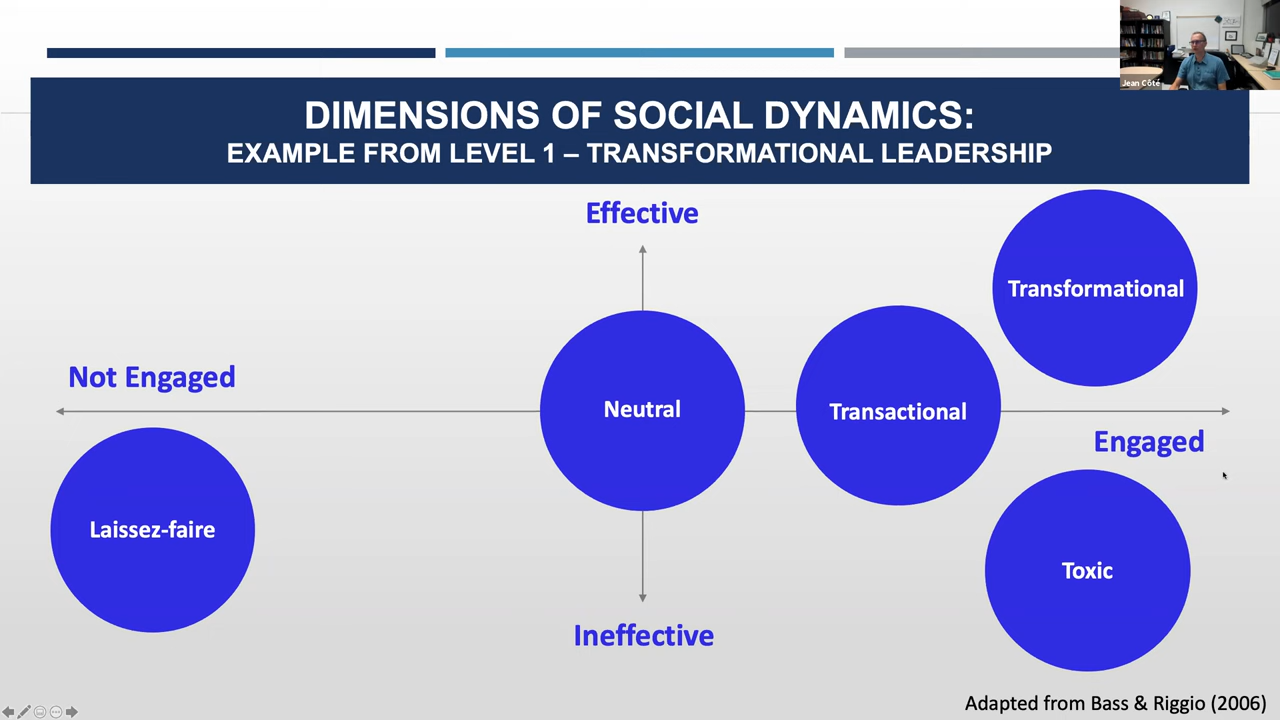 Jean Côté
DIMENSIONS OF SOCIAL DYNAMICS:
EXAMPLE FROM LEVEL 1 – TRANSFORMATIONAL LEADERSHIP
Effective
Transformational
Not Engaged
Neutral
Transactional
Engaged
Laissez-faire
Toxic
Ineffective
Adapted from Bass & Riggio (2006)